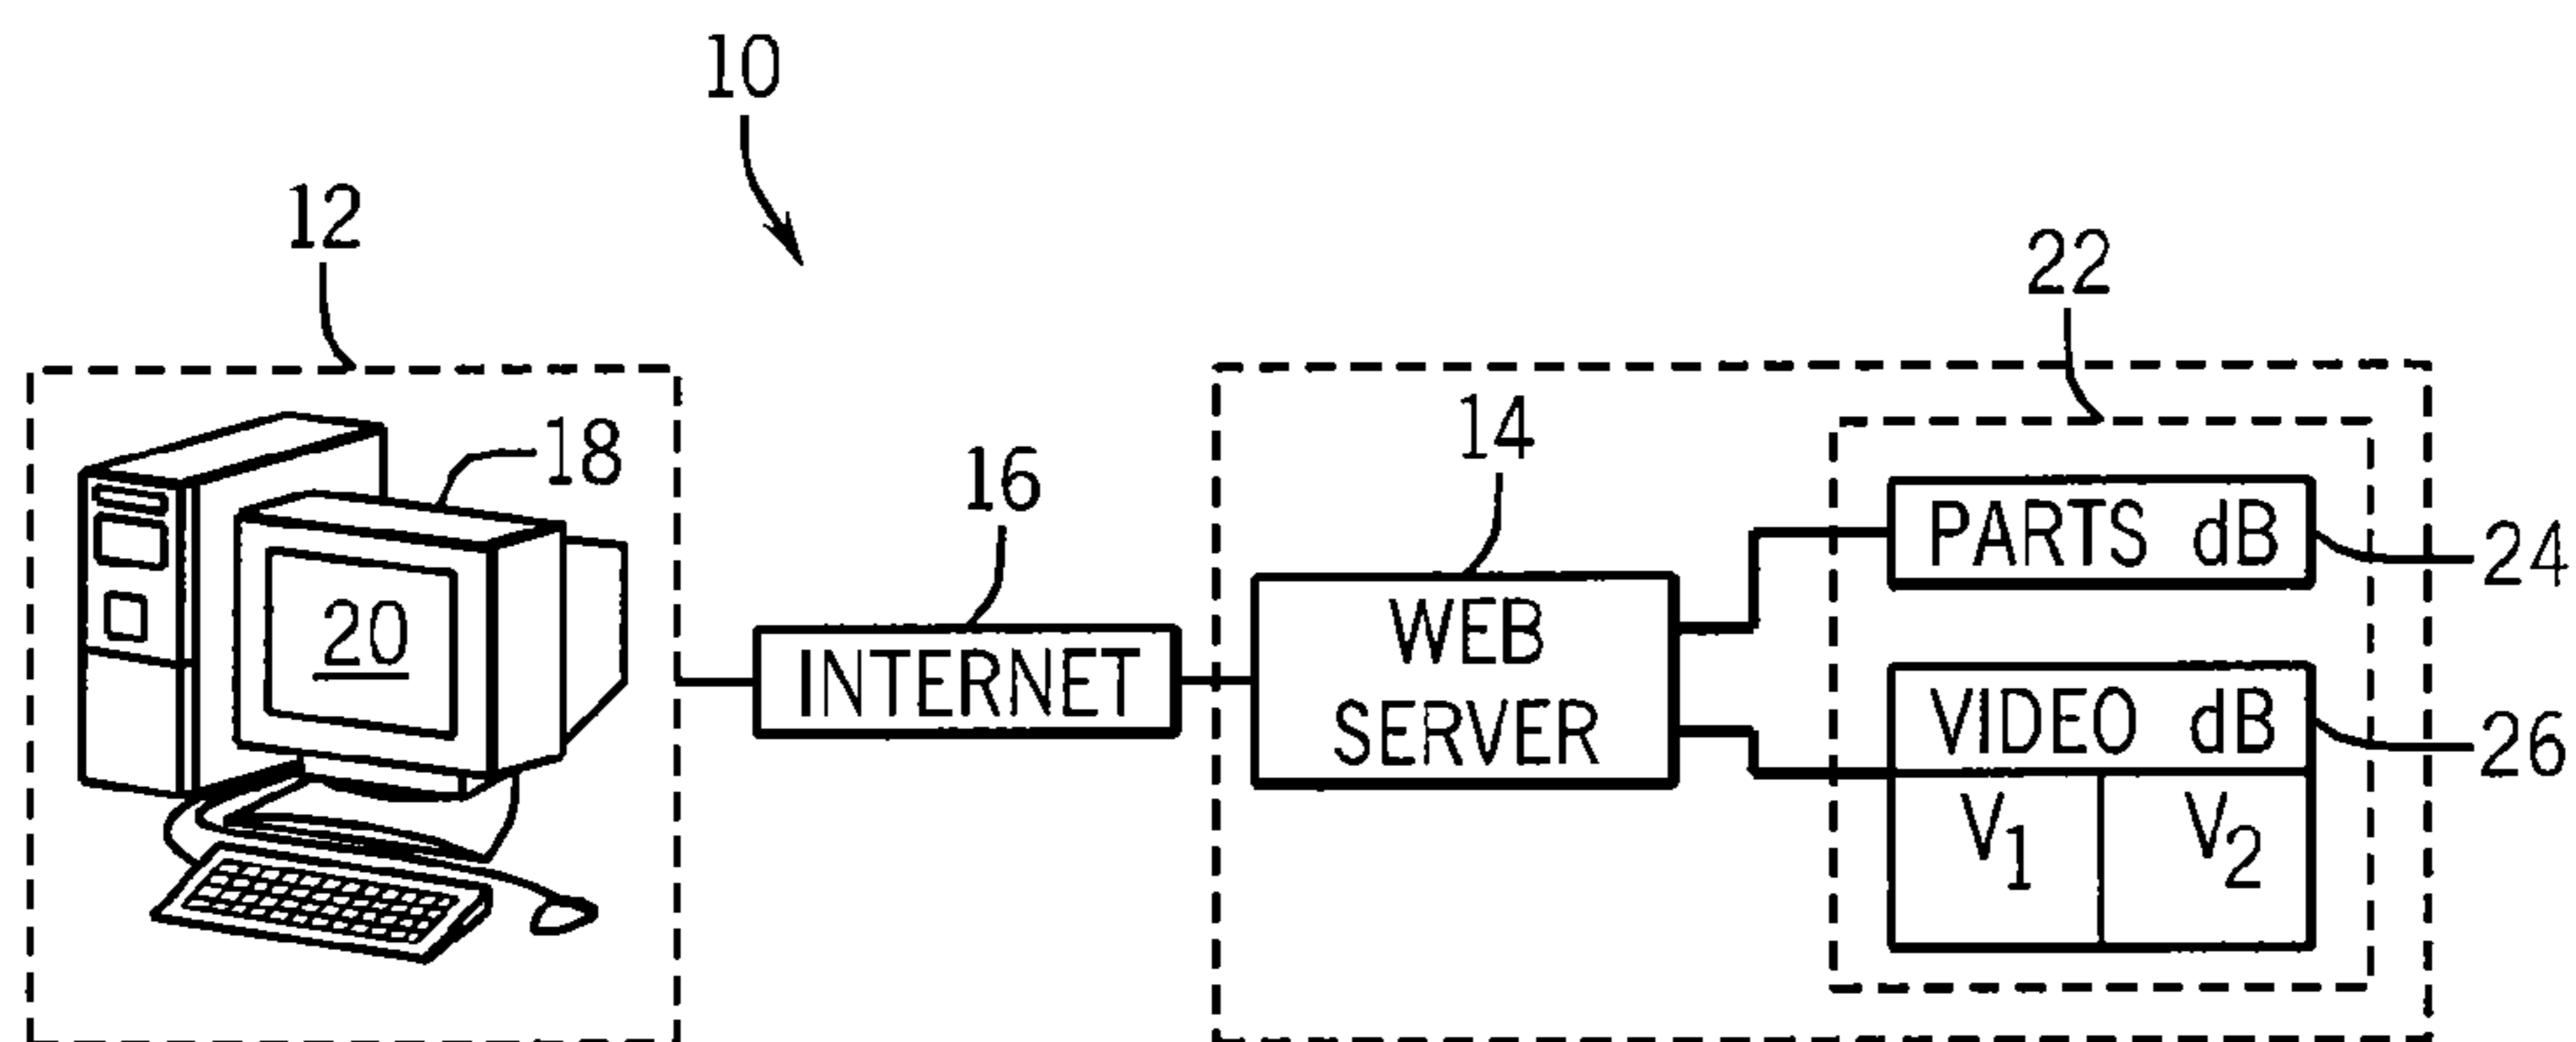 10
12
22
18
14
16
PARTS dB
24
20
WEB
SERVER
INTERNET
VIDEO dB
26
V1
V2